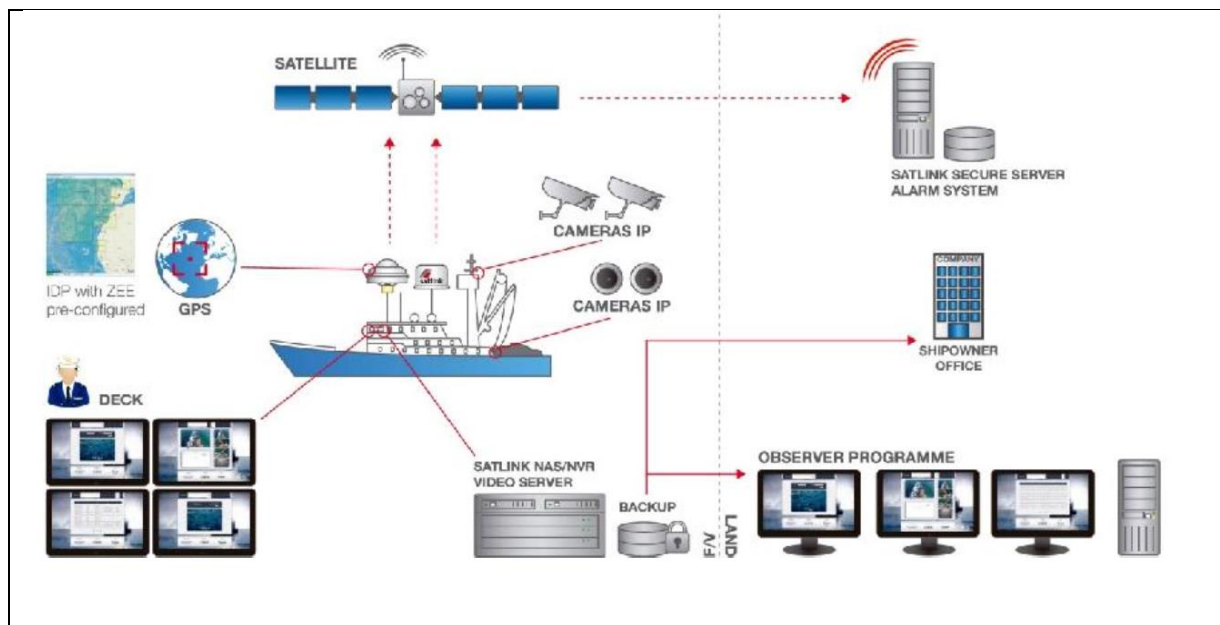 SATELLITE
SATLINK SECURE SERVER
ALARM SYSTEM
CAMERAS IP
IDP with ZEE
pre-configured
GPS
satlink
CAMERAS IP
COMPANY
SHIPOWNER
OFFICE
DECK
SATLINK NAS/NVR
VIDEO SERVER
BACKUP
OBSERVER PROGRAMME
F/V
LAND